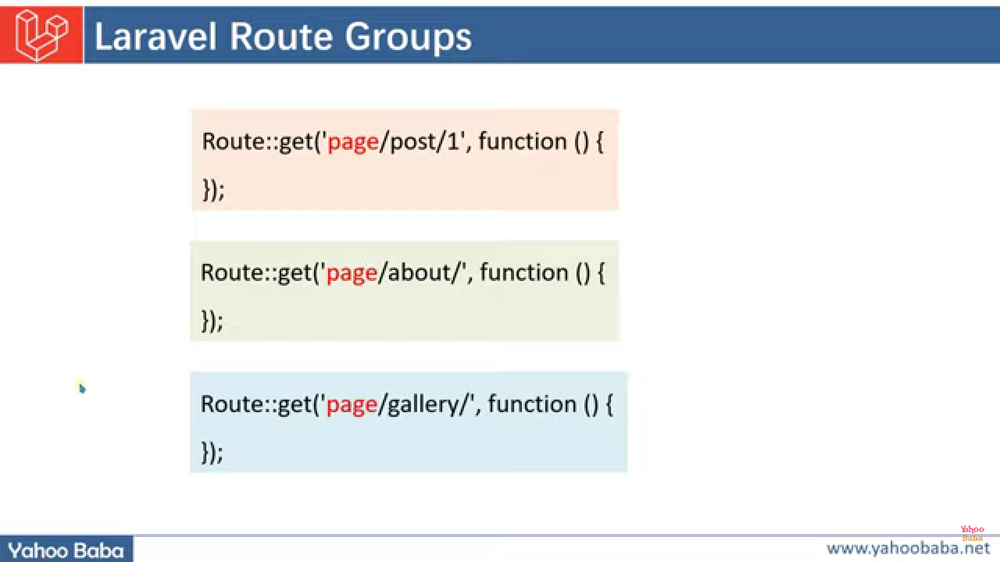 Laravel Route Groups
Route::get('page/post/1', function () {
});
Route::get('page/about/', function () {
});
Route::get('page/gallery/', function () {
});
Yahoo
Baba
Yahoo Baba
www.yahoobaba.net